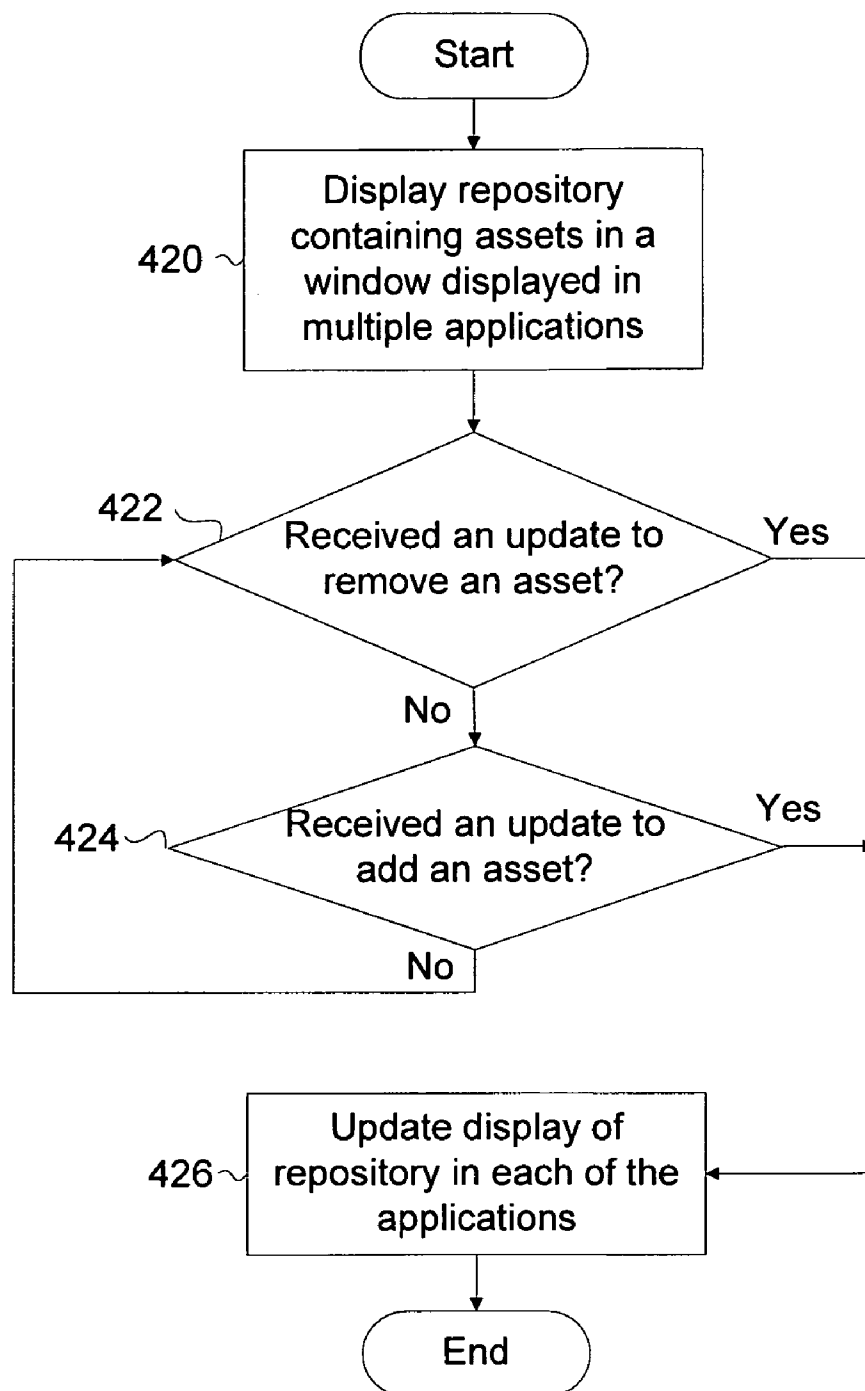 Start
Display repository
containing assets in a
window displayed in
multiple applications
420
422
Received an update to
remove an asset?
Yes
No
424
Received an update to
add an asset?
Yes
No
426
Update display of
repository in each of the
applications
End